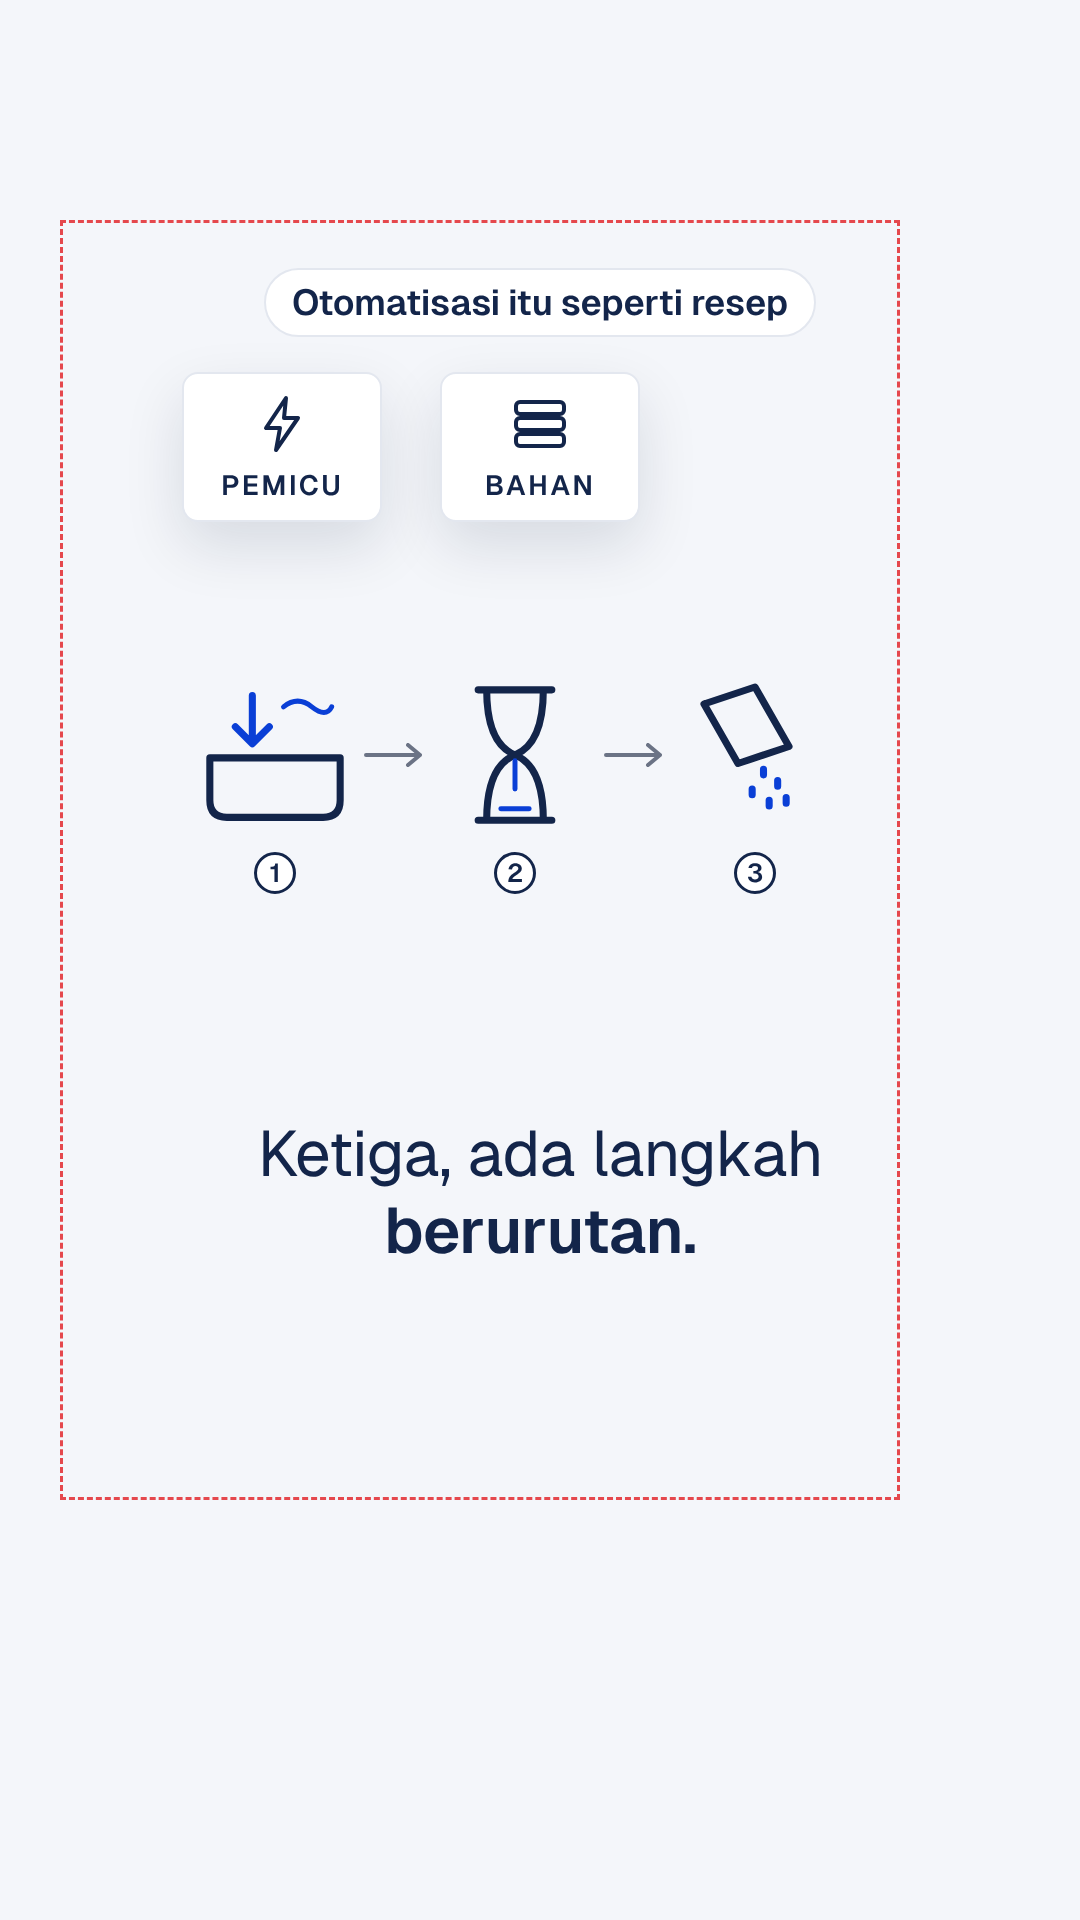 Otomatisasi itu seperti resep
PEMICU
BAHAN
1
2
3
Ketiga, ada langkah
berurutan.